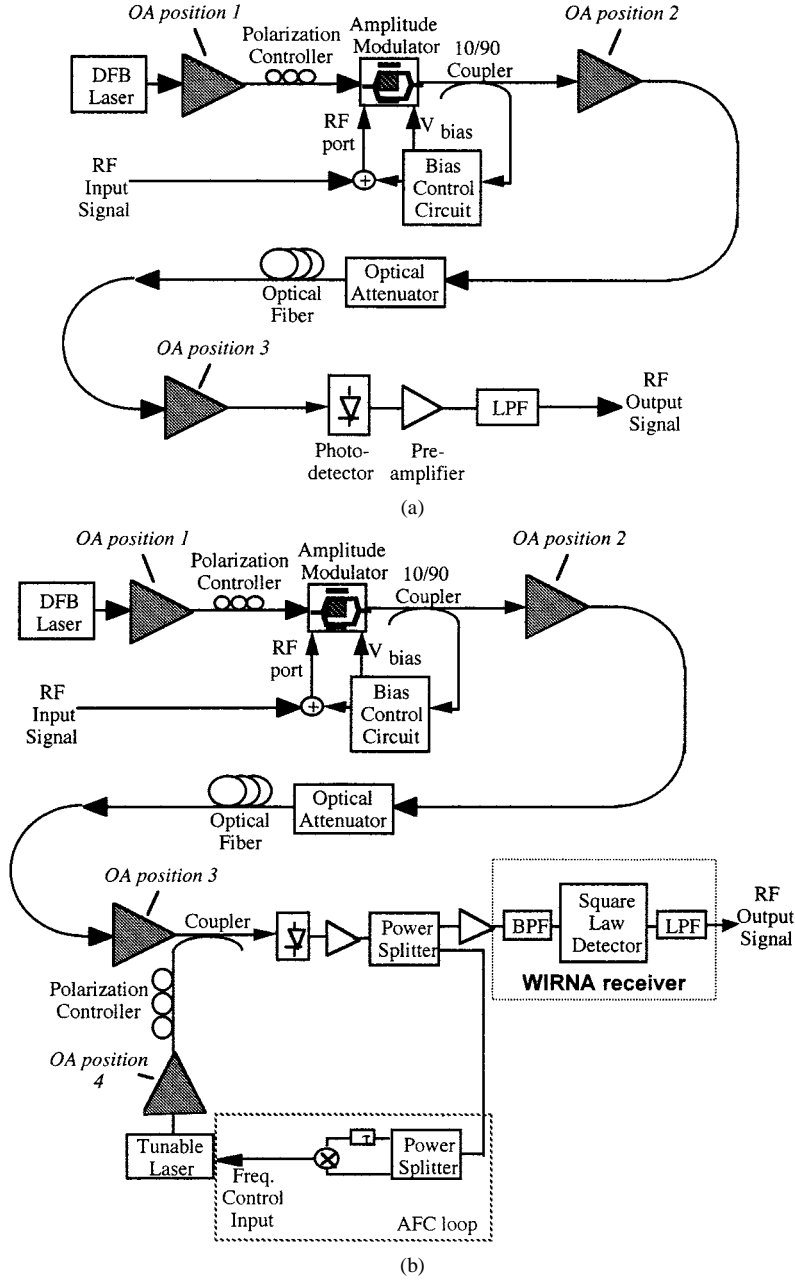 OA position 1
Polarization
Controller
Amplitude
Modulator
10/90
Coupler
OA position 2
DFB
Laser
RF
port
V bias
RF
Input
Signal
+
Bias
Control
Circuit
Optical
Fiber
Optical
Attenuator
OA position 3
Photo-
detector
Pre-
amplifier
LPF
RF
Output
Signal
(a)
OA position 1
Polarization
Controller
Amplitude
Modulator
10/90
Coupler
OA position 2
DFB
Laser
RF
port
V bias
RF
Input
Signal
+
Bias
Control
Circuit
Optical
Fiber
Optical
Attenuator
OA position 3
Coupler
Power
Splitter
BPF
Square
Law
Detector
LPF
RF
Output
Signal
WIRNA receiver
Polarization
Controller
OA position
4
Tunable
Laser
Freq.
Control
Input
τ
Power
Splitter
AFC loop
(b)